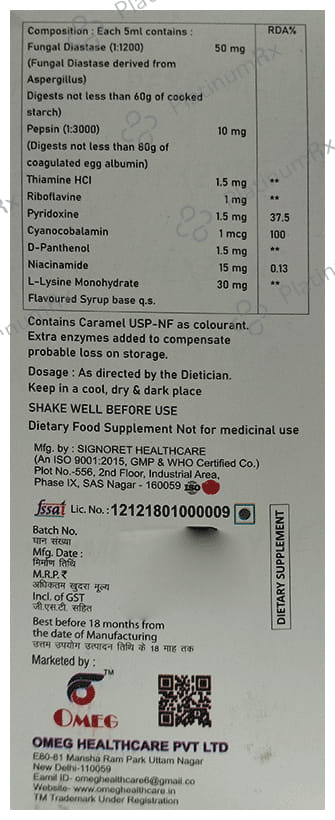 Composition : Each 5ml contains : RDA%
Fungal Diastase (1:1200) 50 mg
(Fungal Diastase derived from
Aspergillus)
Digests not less than 60g of cooked
starch)
Pepsin (1:3000) 10 mg
(Digests not less than 80g of
coagulated egg albumin)
Thiamine HCl 1.5 mg **
Riboflavine 1 mg **
Pyridoxine 1.5 mg 37.5
Cyanocobalamin 1 mcg 100
D-Panthenol 1.5 mg **
Niacinamide 15 mg 0.13
L-Lysine Monohydrate 30 mg **
Flavoured Syrup base q.s.
Contains Caramel USP-NF as colourant.
Extra enzymes added to compensate
probable loss on storage.
Dosage : As directed by the Dietician.
Keep in a cool, dry & dark place
SHAKE WELL BEFORE USE
Dietary Food Supplement Not for medicinal use
Mfg. by : SIGNORET HEALTHCARE
(An ISO 9001:2015, GMP & WHO Certified Co.)
Plot No.-556, 2nd Floor, Industrial Area,
Phase IX, SAS Nagar - 160059 ISO
fssai Lic. No. : 12121801000009
Batch No.
घान संख्या
Mfg. Date :
निर्माण तिथि
M.R.P. ₹
अधिकतम खुदरा मूल्य
Incl. of GST
जी.एस.टी. सहित
Best before 18 months from
the date of Manufacturing
उत्तम उपयोग उत्पादन तिथि के 18 माह तक
DIETARY SUPPLEMENT
Marketed by :
TM
OMEG
OMEG HEALTHCARE PVT LTD
E60-61 Mansha Ram Park Uttam Nagar
New Delhi-110059
Eamil ID- omeghealthcare6@gmail.co
Website- www.omeghealthcare.in
TM Trademark Under Registration
PlatinumRx